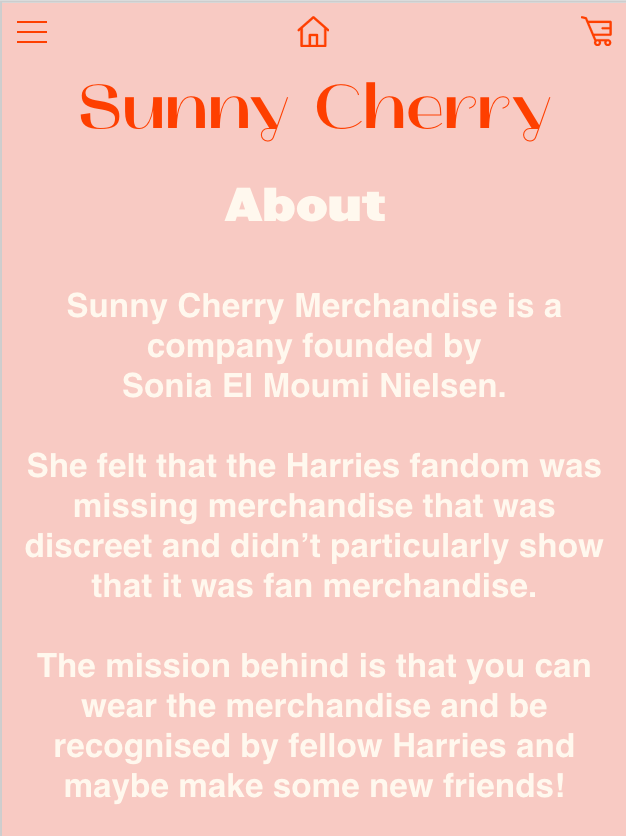 Sunny Cherry
About
Sunny Cherry Merchandise is a
company founded by
Sonia El Moumi Nielsen.
She felt that the Harries fandom was
missing merchandise that was
discreet and didn’t particularly show
that it was fan merchandise.
The mission behind is that you can
wear the merchandise and be
recognised by fellow Harries and
maybe make some new friends!